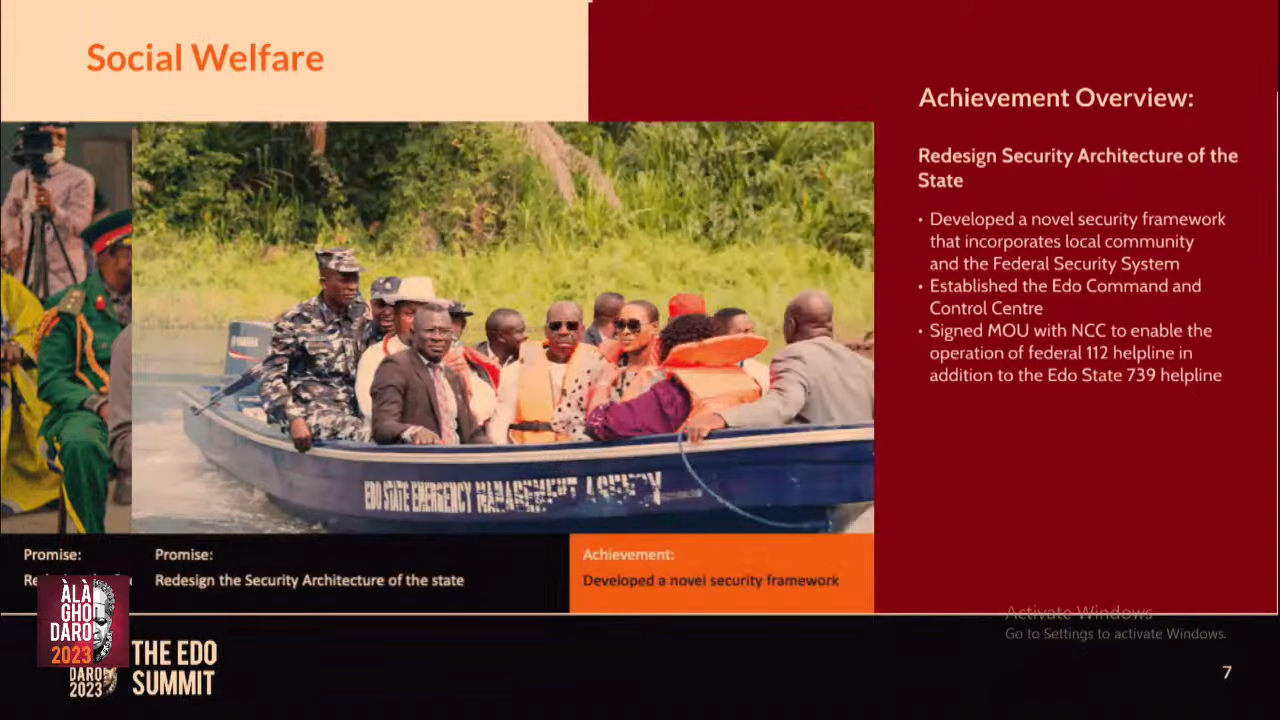 Social Welfare
Achievement Overview:
Redesign Security Architecture of the
State
• Developed a novel security framework
that incorporates local community
and the Federal Security System
• Established the Edo Command and
Control Centre
• Signed MOU with NCC to enable the
operation of federal 112 helpline in
addition to the Edo State 739 helpline
YAMAHA
EDO STATE EMERGENCY MANAGEMENT AGENCY
Promise:
Promise:
Redesign the Security Architecture of the state
Achievement:
Developed a novel security framework
ÀLÀ
GHO
DARO
2023
DARO
2023
THE EDO
SUMMIT
Activate Windows
Go to Settings to activate Windows.
7